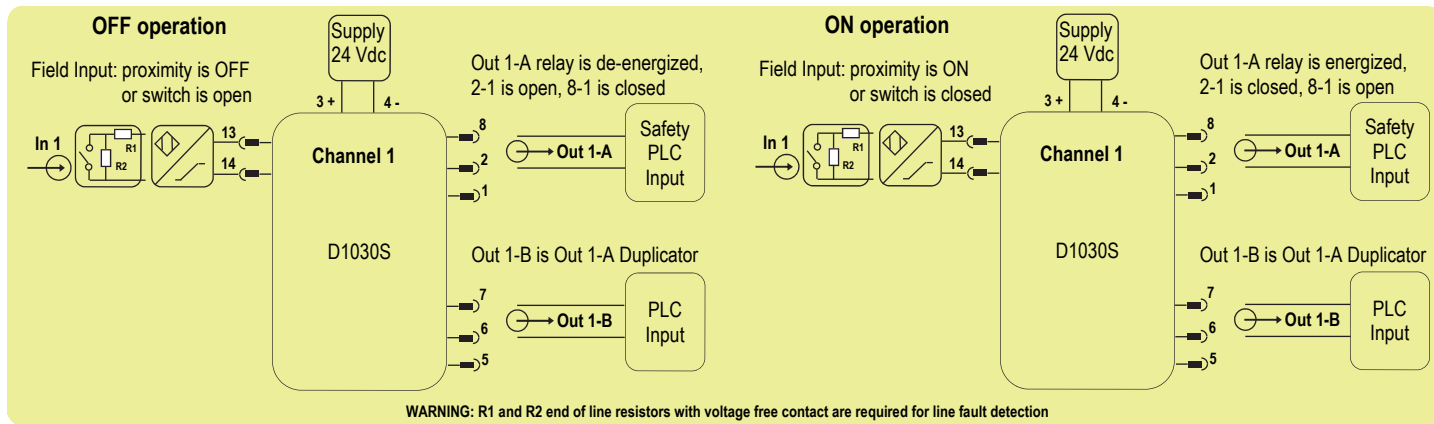 OFF operation
Supply
24 Vdc
Field Input: proximity is OFF
or switch is open
Out 1-A relay is de-energized,
2-1 is open, 8-1 is closed
3 +
4 -
In 1
R1
R2
13
14
Channel 1
D1030S
8
2
1
Out 1-A
Safety
PLC
Input
Out 1-B is Out 1-A Duplicator
7
6
5
Out 1-B
PLC
Input
ON operation
Supply
24 Vdc
Field Input: proximity is ON
or switch is closed
Out 1-A relay is energized,
2-1 is closed, 8-1 is open
3 +
4 -
In 1
R1
R2
13
14
Channel 1
D1030S
8
2
1
Out 1-A
Safety
PLC
Input
Out 1-B is Out 1-A Duplicator
7
6
5
Out 1-B
PLC
Input
WARNING: R1 and R2 end of line resistors with voltage free contact are required for line fault detection